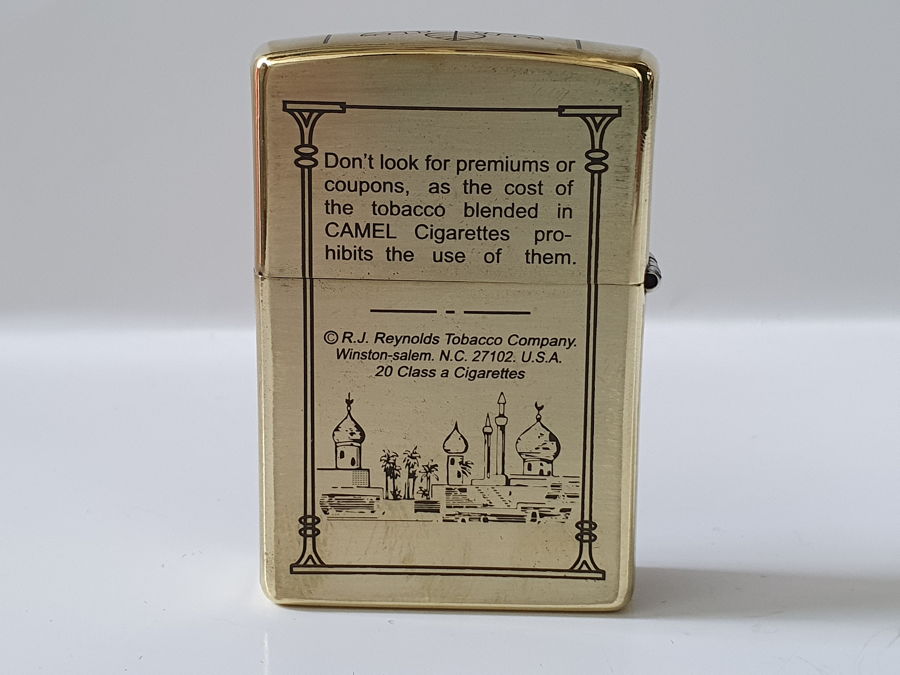 Don't look for premiums or
coupons, as the cost of
the tobacco blended in
CAMEL Cigarettes pro-
hibits the use of them.
© R.J. Reynolds Tobacco Company.
Winston-salem. N.C. 27102. U.S.A.
20 Class a Cigarettes